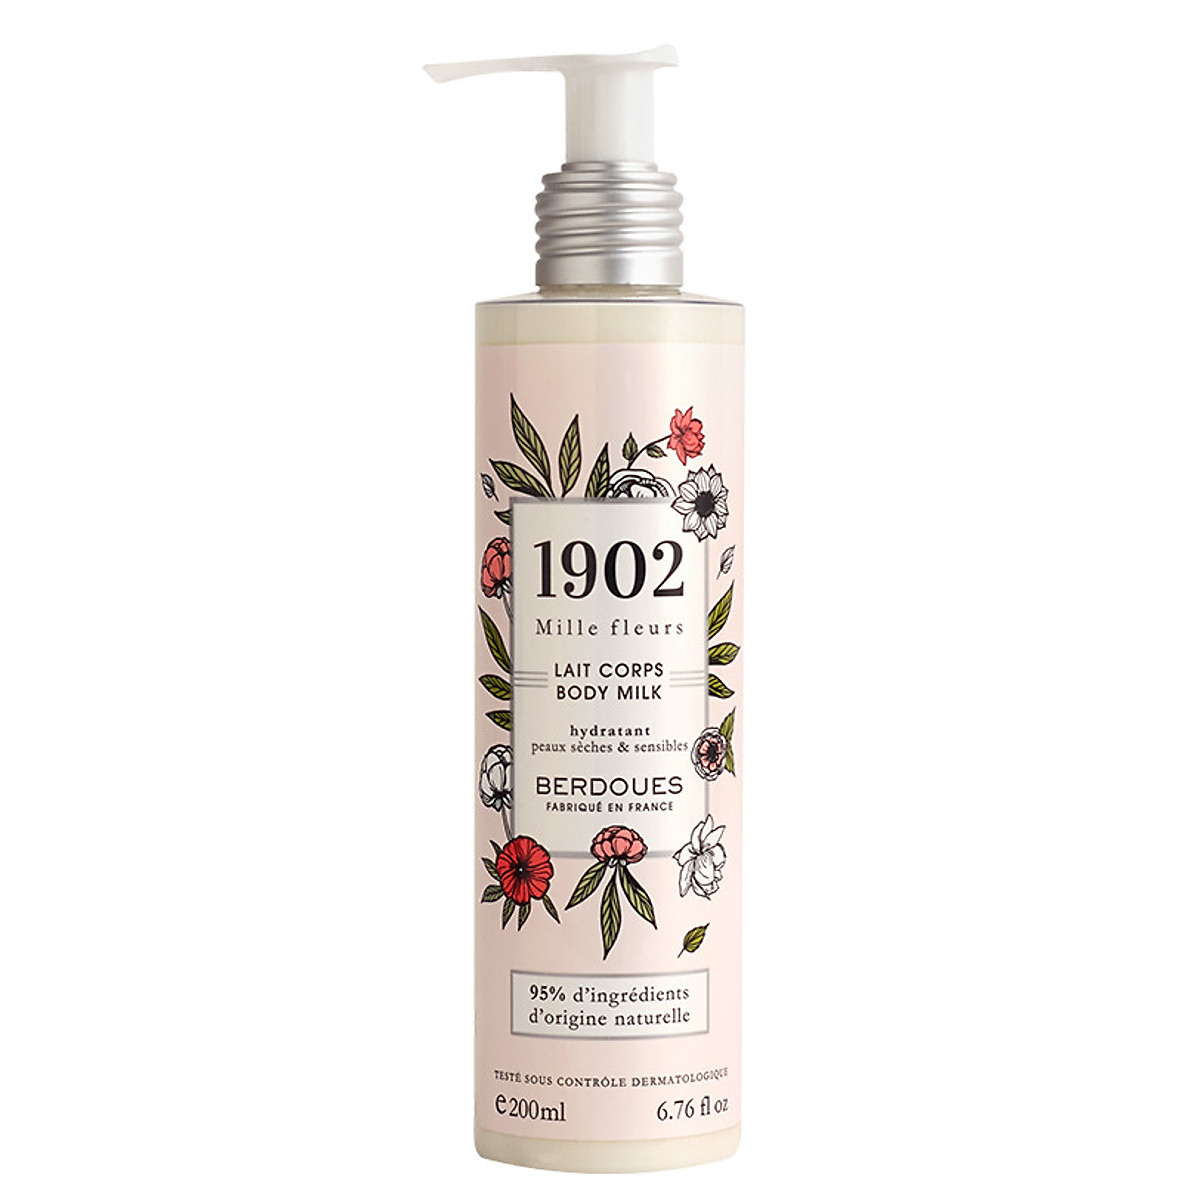 1902
Mille fleurs
LAIT CORPS
BODY MILK
hydratant
peaux sèches & sensibles
BERDOUES
FABRIQUÉ EN FRANCE
95% d'ingrédients
d'origine naturelle
TESTÉ SOUS CONTRÔLE DERMATOLOGIQUE
e 200ml 6.76 fl oz